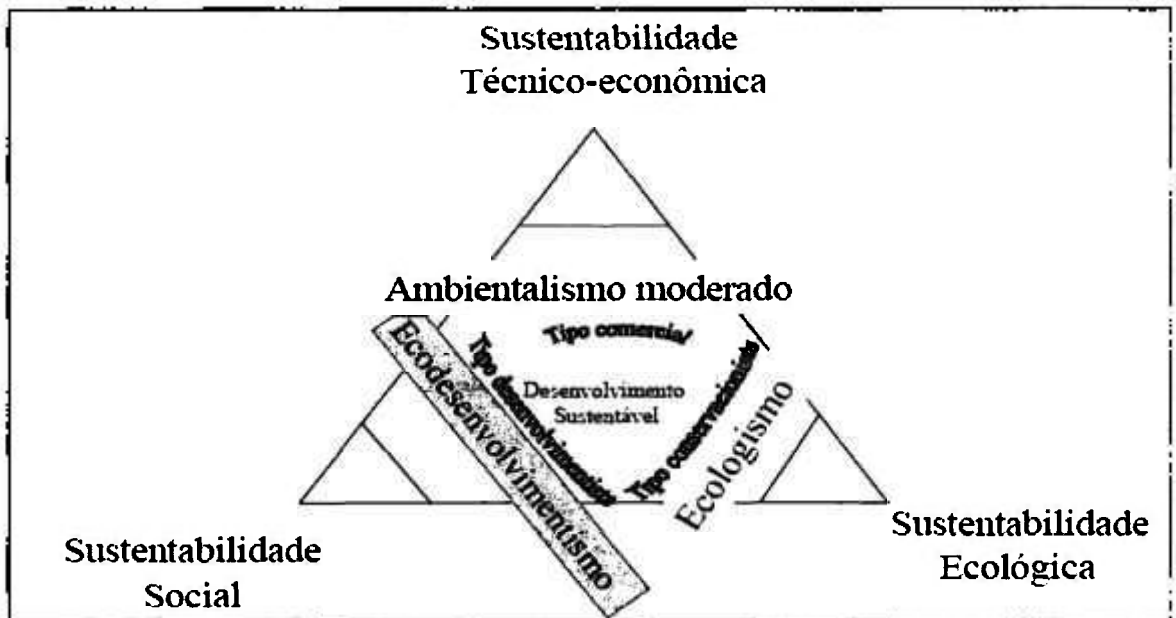 Sustentabilidade
Técnico-econômica
Ambientalismo moderado
Tipo comercial
Tipo desenvolvimentista
Ecodesenvolvimentismo
Desenvolvimento
Sustentável
Tipo conservacionista
Ecologismo
Sustentabilidade
Social
Sustentabilidade
Ecológica